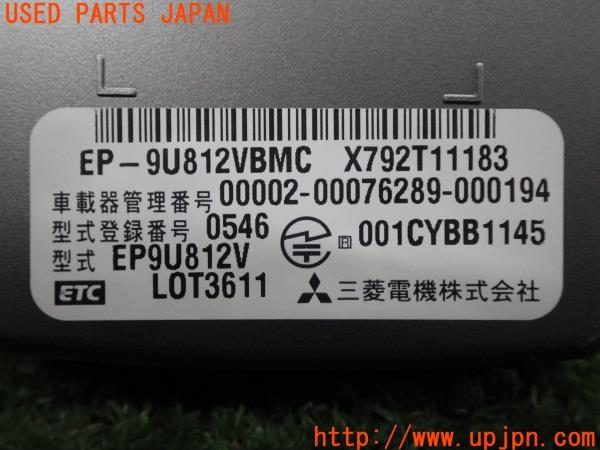 USED PARTS JAPAN
EP-9U812VBMC X792T11183
車載器管理番号 00002-00076289-000194
型式登録番号 0546
R 001CYBB1145
型式 EP9U812V
ETC LOT3611 三菱電機株式会社
http://www.upjpn.com/